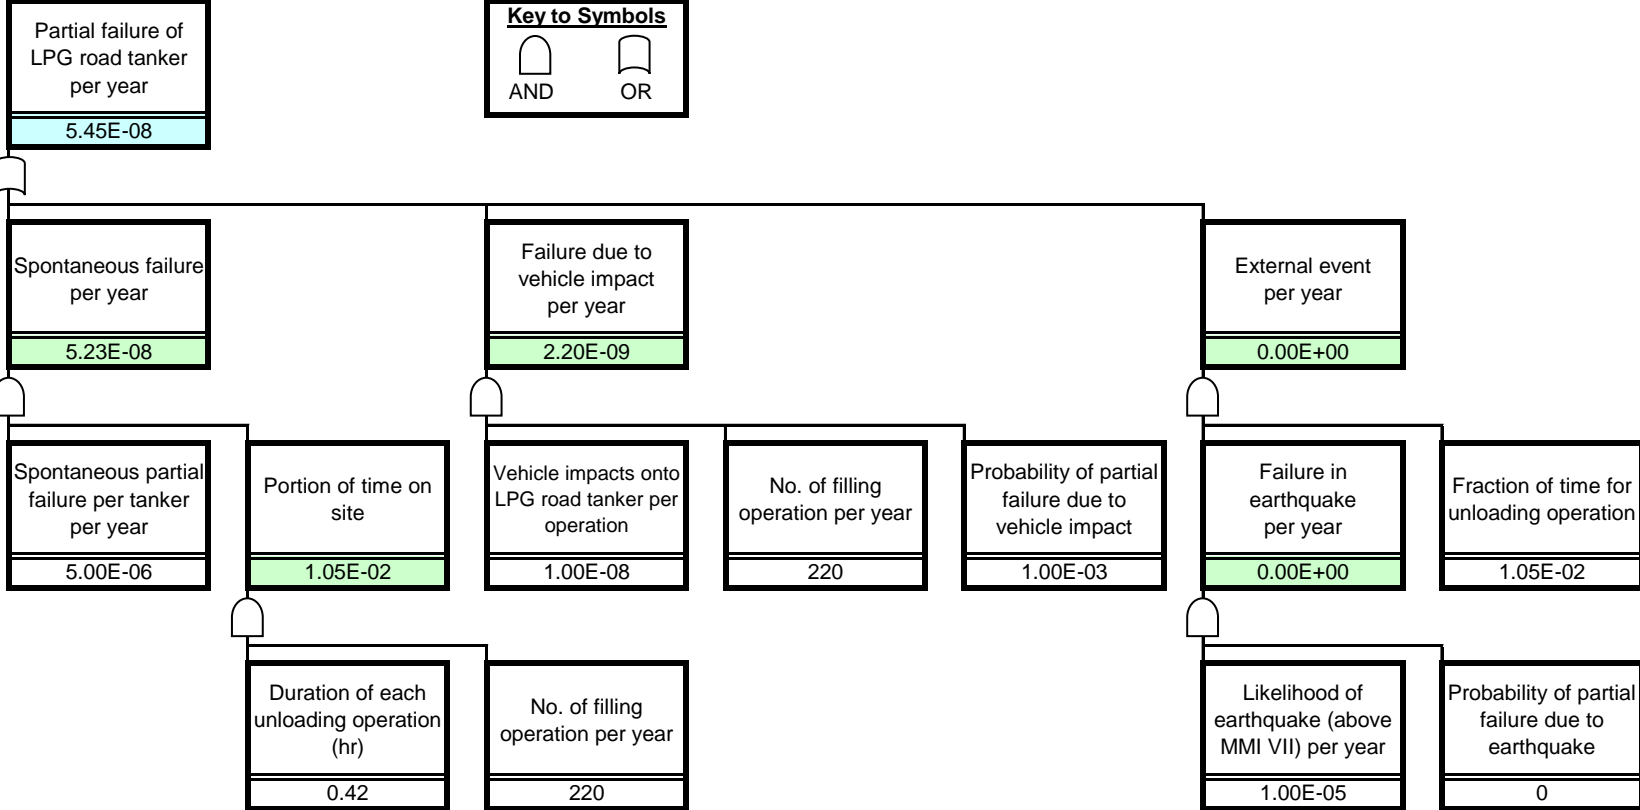 Partial failure of
LPG road tanker
per year
5.45E-08
Key to Symbols
AND
OR
Spontaneous failure
per year
5.23E-08
Failure due to
vehicle impact
per year
2.20E-09
External event
per year
0.00E+00
Spontaneous partial
failure per tanker
per year
5.00E-06
Portion of time on
site
1.05E-02
Vehicle impacts onto
LPG road tanker per
operation
1.00E-08
No. of filling
operation per year
220
Probability of partial
failure due to
vehicle impact
1.00E-03
Failure in
earthquake
per year
0.00E+00
Fraction of time for
unloading operation
1.05E-02
Duration of each
unloading operation
(hr)
0.42
No. of filling
operation per year
220
Likelihood of
earthquake (above
MMI VII) per year
1.00E-05
Probability of partial
failure due to
earthquake
0